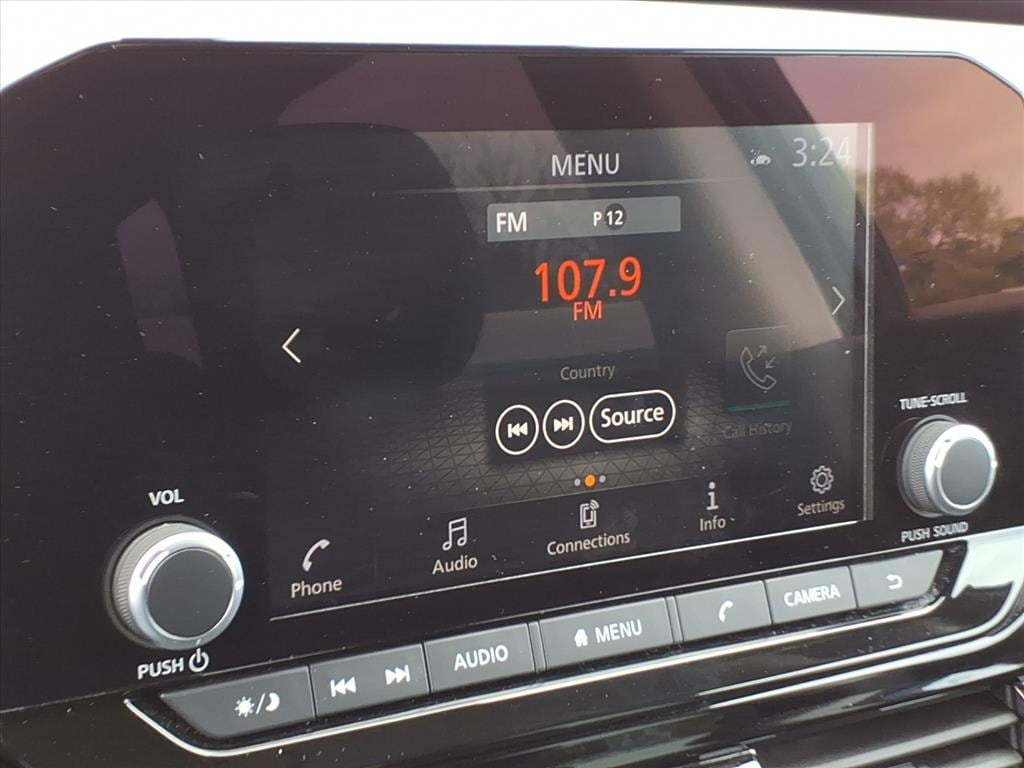 MENU
3:24
FM P 12
107.9
FM
Country
Source
Call History
Phone
Audio
Connections
Info
Settings
VOL
PUSH
TUNE·SCROLL
PUSH SOUND
AUDIO
MENU
CAMERA